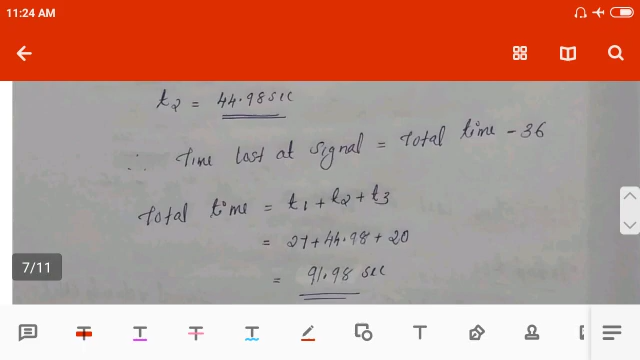 11:24 AM
t2 = 44.98 sec
∴ Time lost at signal = Total time - 36
Total time = t1 + t2 + t3
= 27+44.98+20
= 91.98 sec
7/11
T T T T T